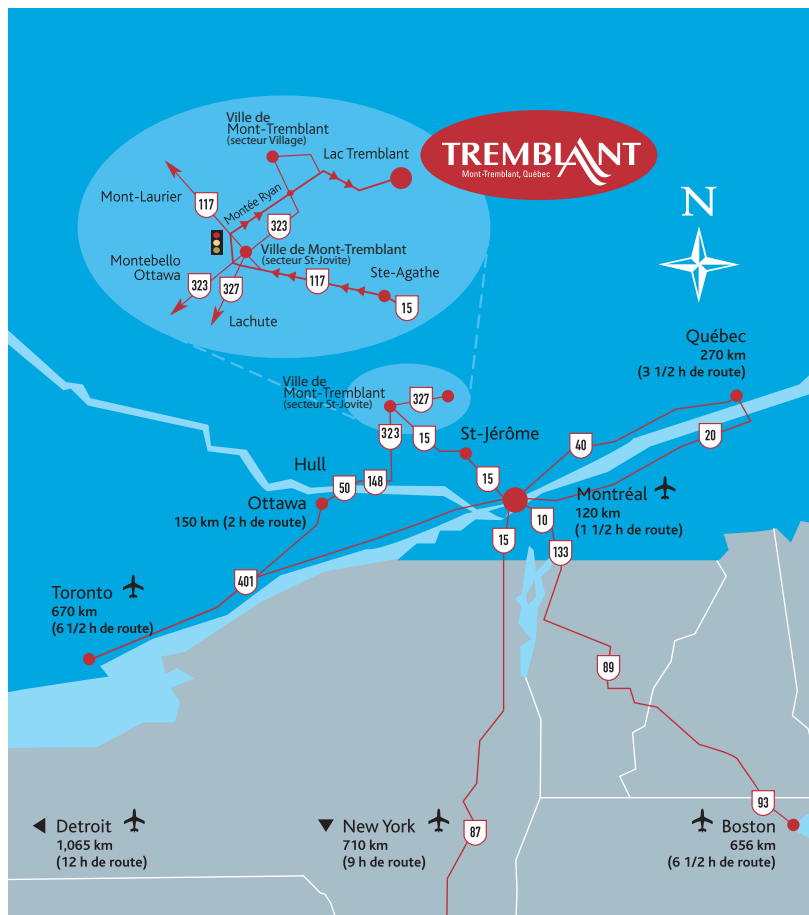 Ville de
Mont-Tremblant
(secteur Village)
Lac Tremblant
TREMBLANT
Mont-Tremblant, Québec
Mont-Laurier
117
Montée Ryan
323
N
Ville de Mont-Tremblant
(secteur St-Jovite)
Montebello
Ottawa
323
327
117
Ste-Agathe
15
Lachute
Québec
270 km
(3 1/2 h de route)
Ville de
Mont-Tremblant
(secteur St-Jovite)
327
323
15
St-Jérôme
40
20
Hull
50
148
15
Montréal
120 km
(1 1/2 h de route)
Ottawa
150 km (2 h de route)
10
15
133
401
Toronto
670 km
(6 1/2 h de route)
89
93
Detroit
1,065 km
(12 h de route)
New York
710 km
(9 h de route)
87
Boston
656 km
(6 1/2 h de route)